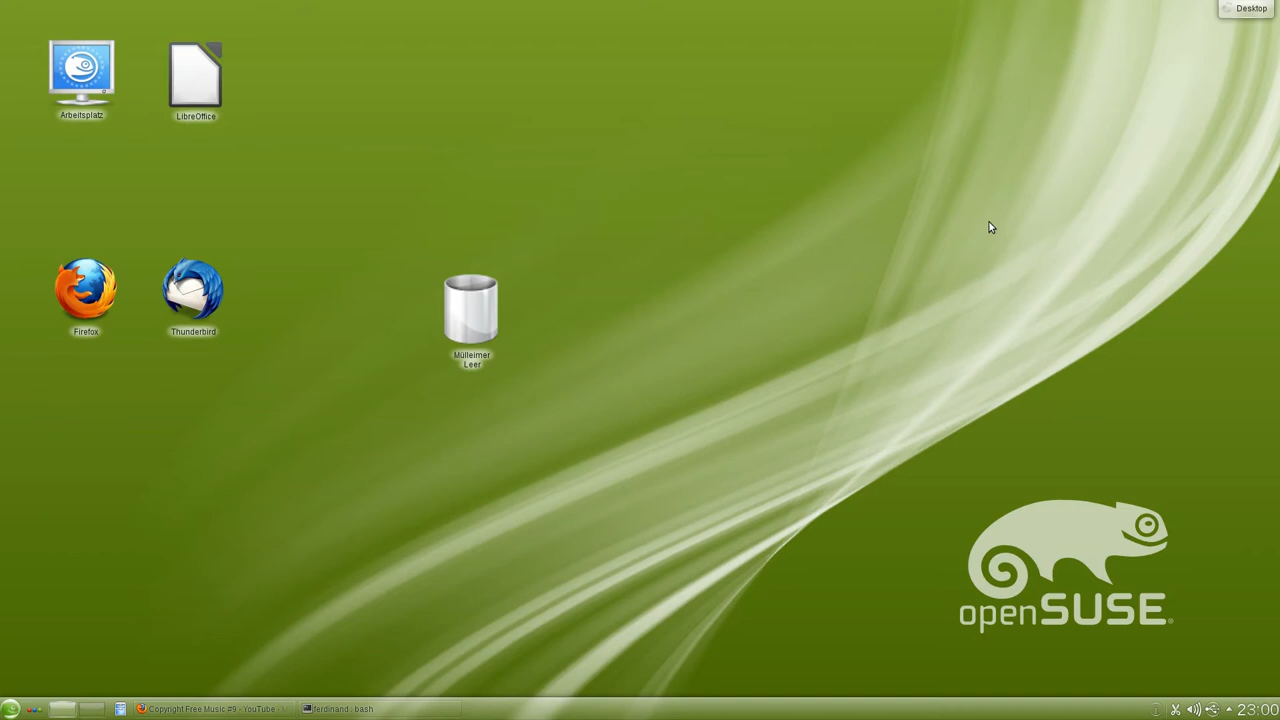 Desktop
Arbeitsplatz
LibreOffice
Firefox
Thunderbird
Mülleimer
Leer
openSUSE
Copyright Free Music #9 - YouTube -
ferdinand : bash
23:00